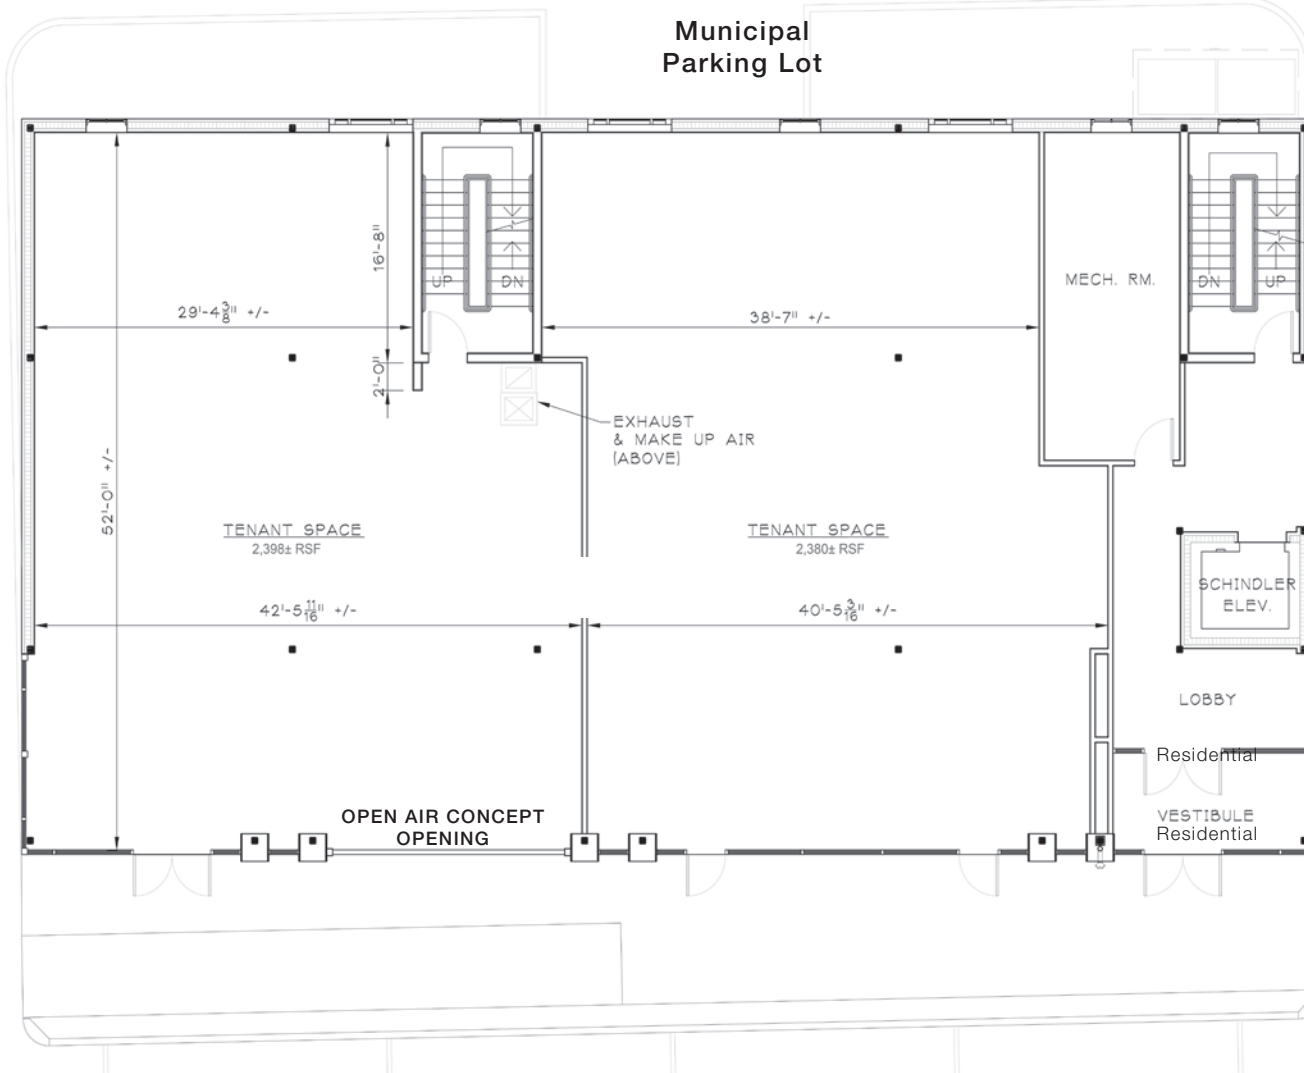 Municipal
Parking Lot
16'-8"
UP
DN
MECH. RM.
DN
UP
29'-4 3/8" +/-
38'-7" +/-
2'-0"
EXHAUST
& MAKE UP AIR
(ABOVE)
52'-0" +/-
TENANT SPACE
2,398± RSF
TENANT SPACE
2,380± RSF
SCHINDLER
ELEV.
42'-5 11/16" +/-
40'-5 3/16" +/-
LOBBY
Residential
OPEN AIR CONCEPT
OPENING
VESTIBULE
Residential